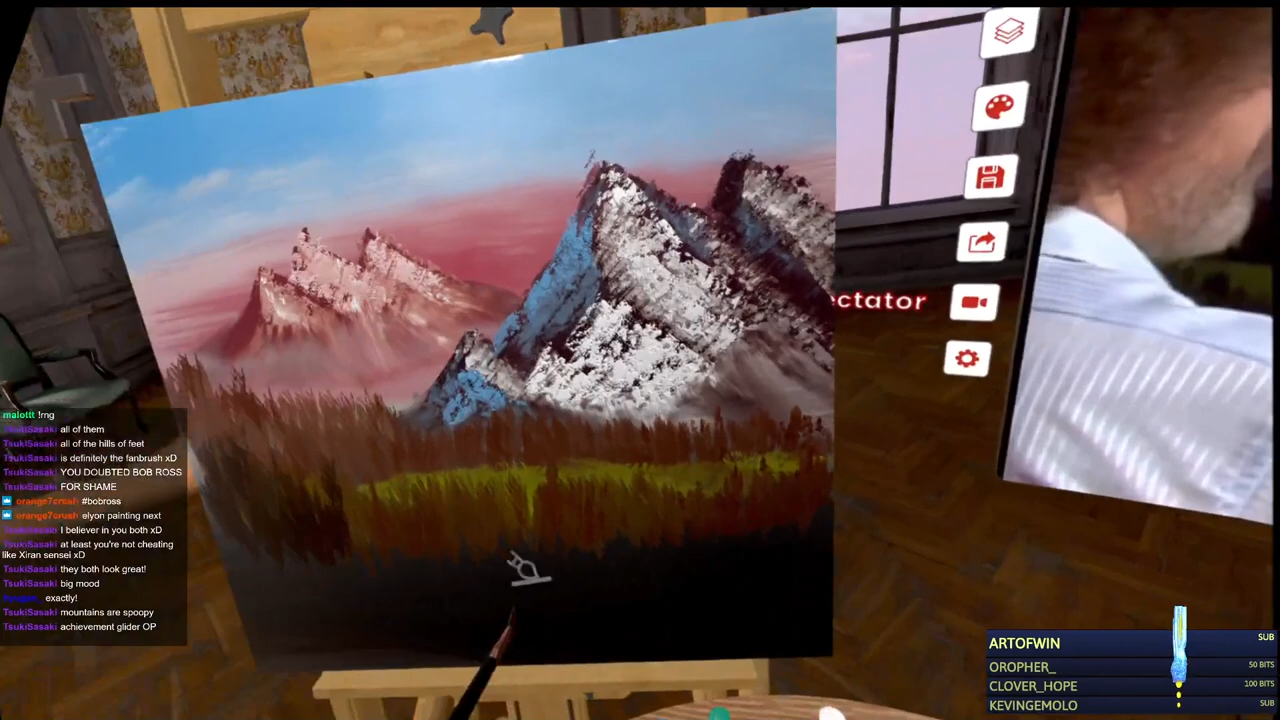 ectator
malottt !rng
TsukiSasaki all of them
TsukiSasaki all of the hills of feet
TsukiSasaki is definitely the fanbrush xD
TsukiSasaki YOU DOUBTED BOB ROSS
TsukiSasaki FOR SHAME
orange7crush #bobross
orange7crush elyon painting next
TsukiSasaki I believer in you both xD
TsukiSasaki at least you're not cheating
like Xiran sensei xD
TsukiSasaki they both look great!
TsukiSasaki big mood
exactly!
TsukiSasaki mountains are spoopy
TsukiSasaki achievement glider OP
ARTOFWIN SUB
OROPHER_ 50 BITS
CLOVER_HOPE 100 BITS
KEVINGEMOLO SUB